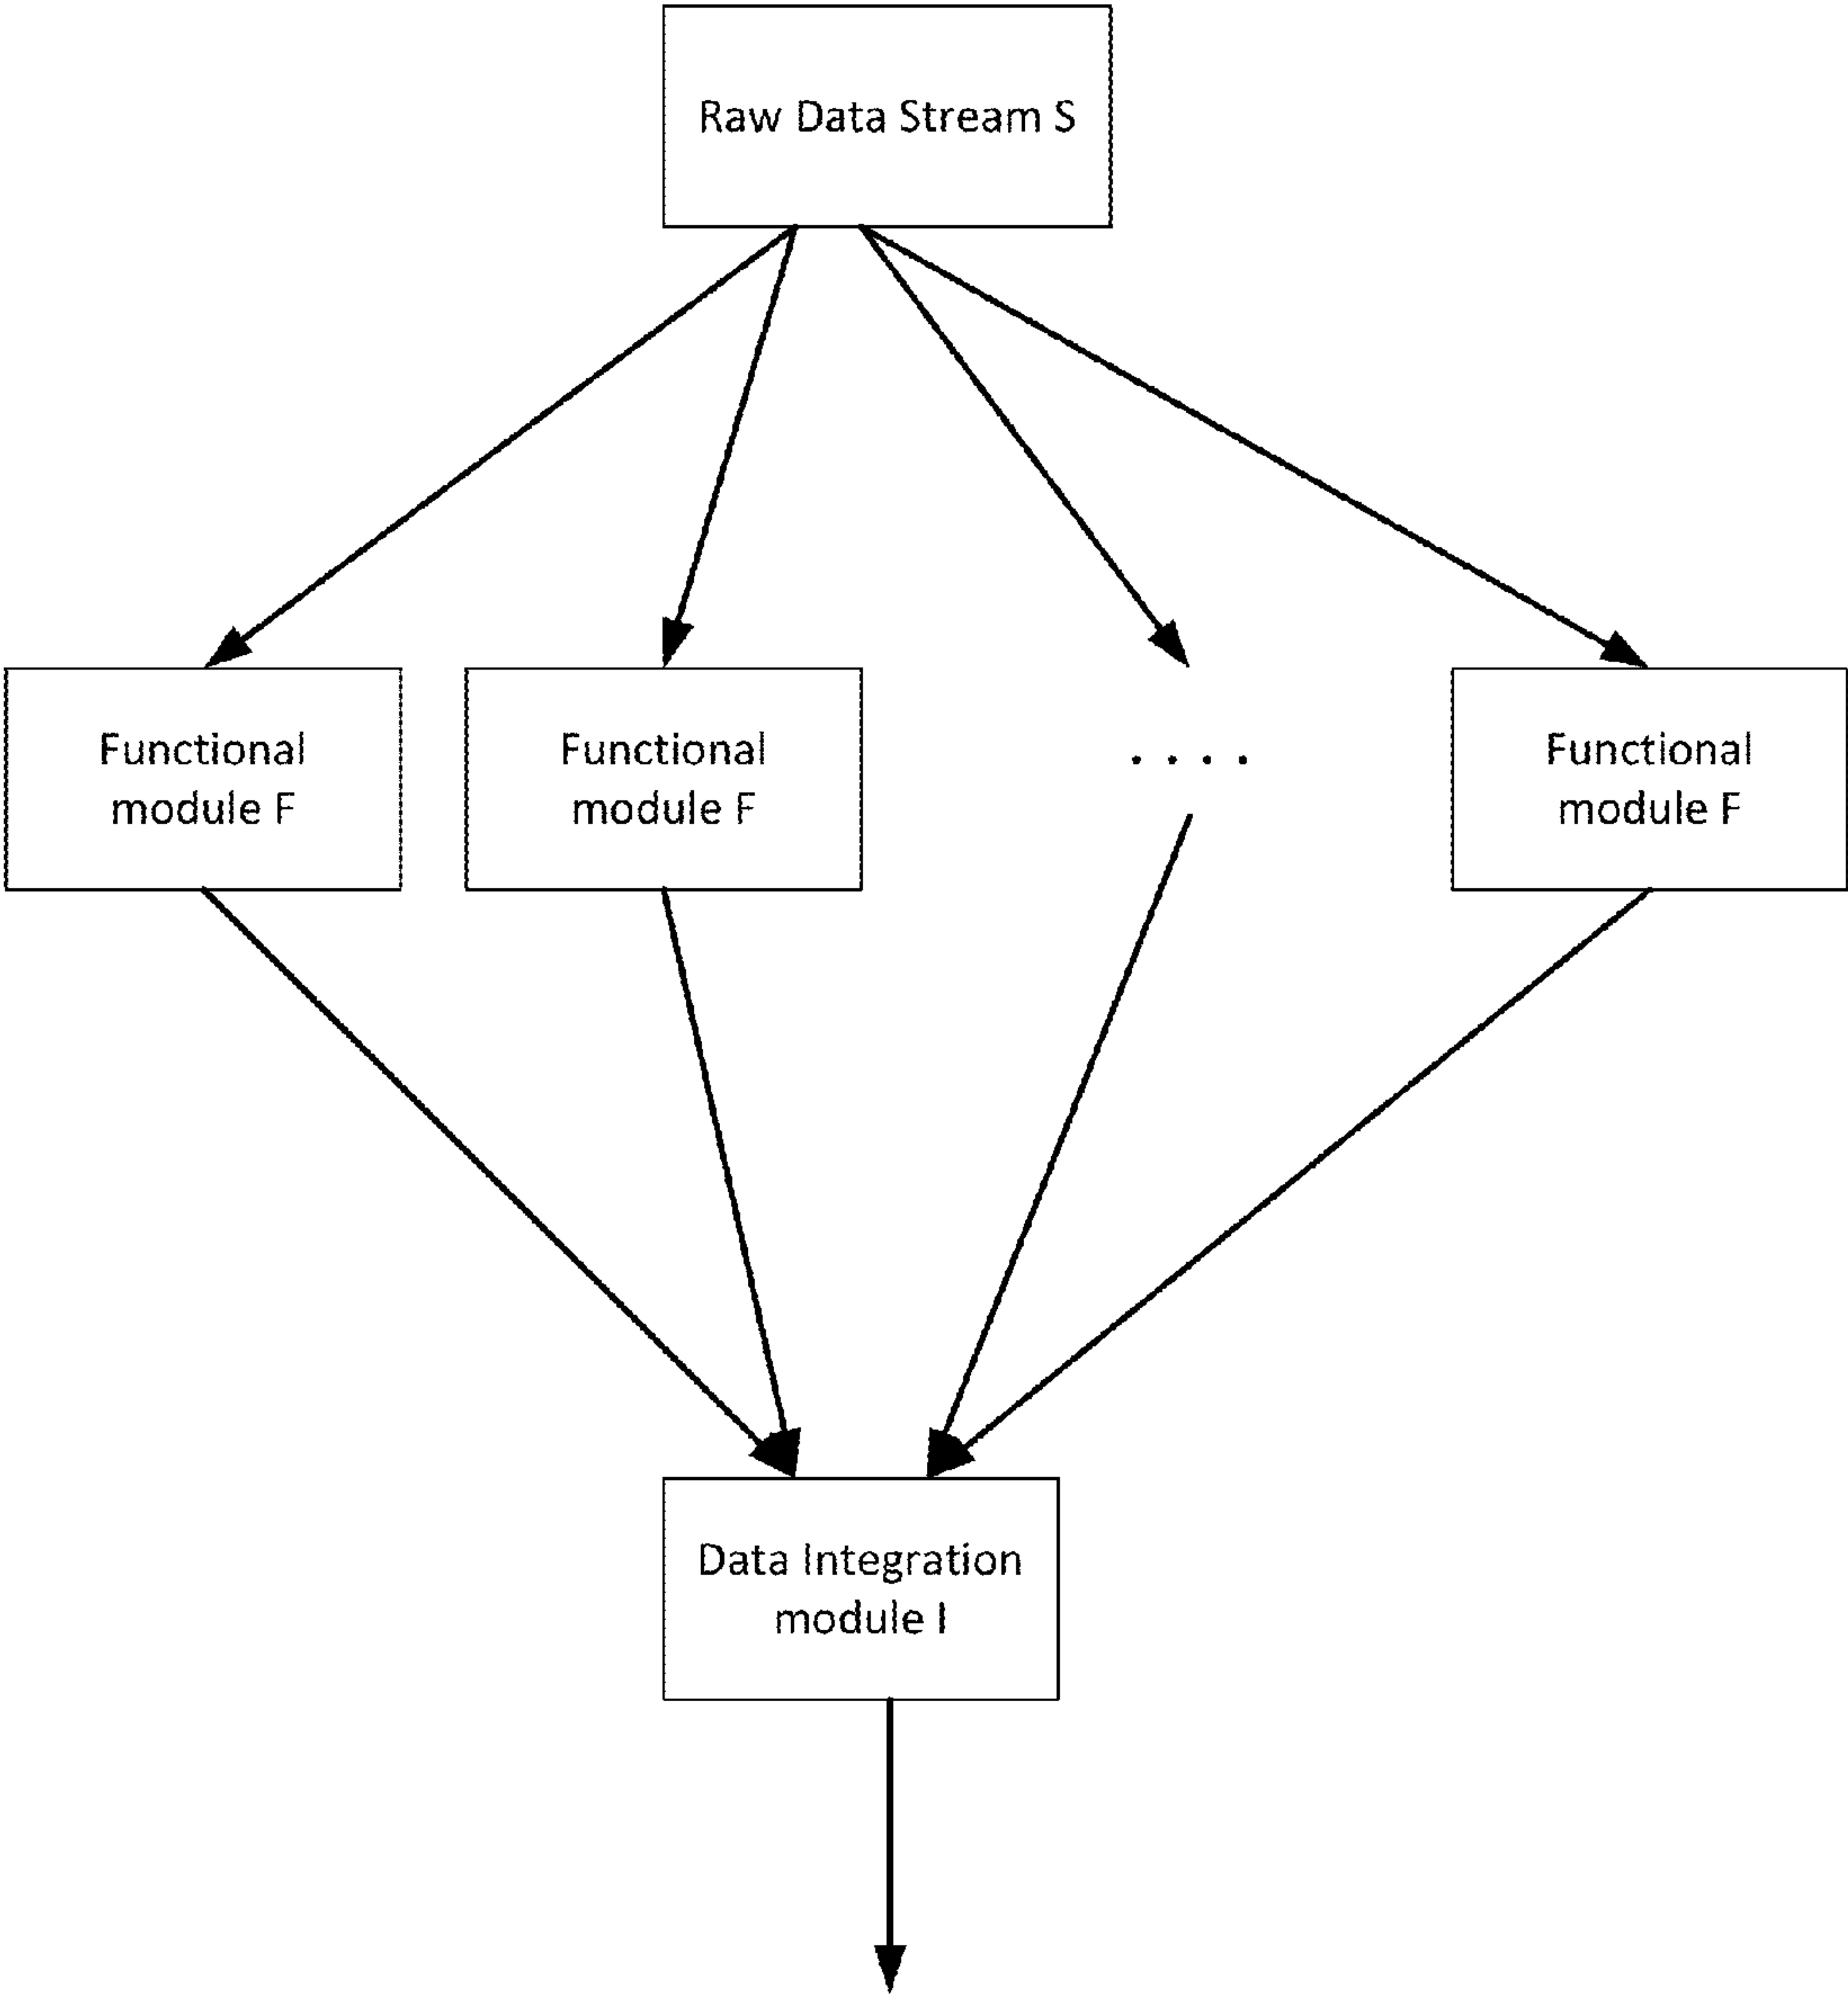 Raw Data Stream S
Functional
module F
Functional
module F
. . . .
Functional
module F
Data Integration
module I